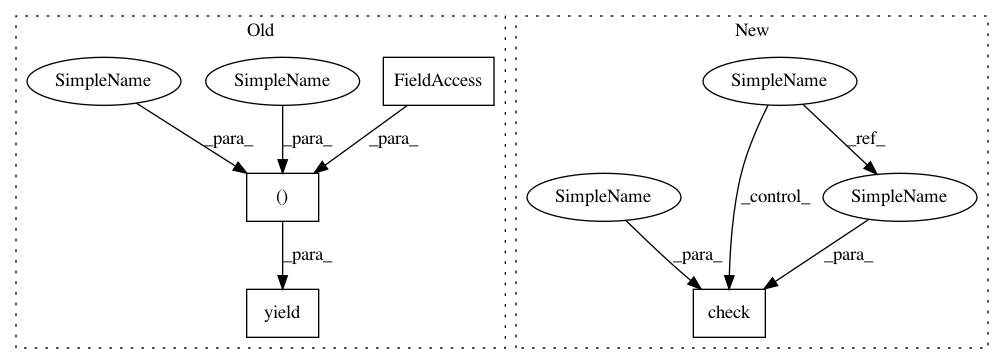 Old
New
SimpleName
SimpleName
FieldAccess
SimpleName
_para_
_para_
_para_
_ref_
()
SimpleName
_control_
SimpleName
_para_
_para_
_para_
yield
check